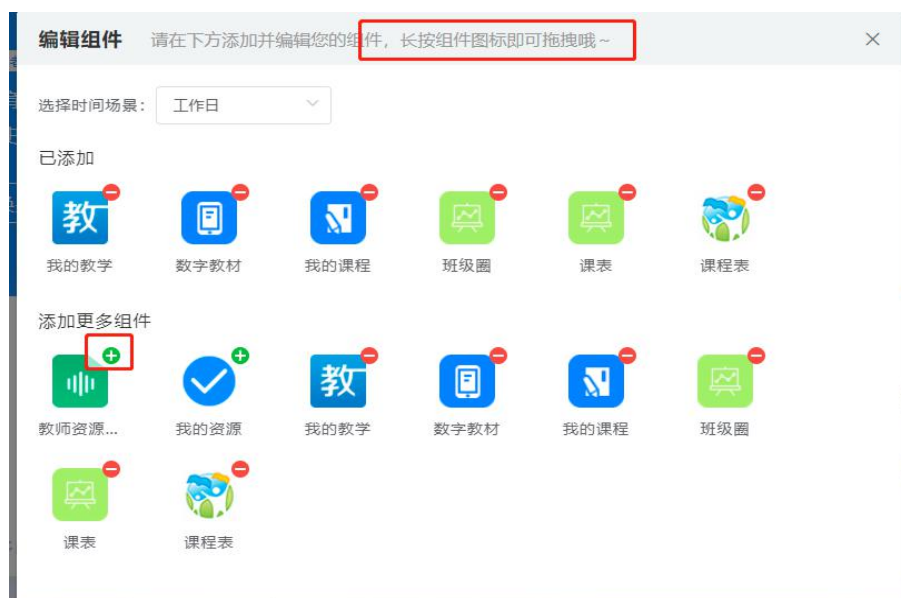 编辑组件 请在下方添加并编辑您的组件，长按组件图标即可拖拽哦~
选择时间场景： 工作日
已添加
教
我的教学 数字教材 我的课程 班级圈 课表 课程表
添加更多组件
教
教师资源... 我的资源 我的教学 数字教材 我的课程 班级圈
课表 课程表